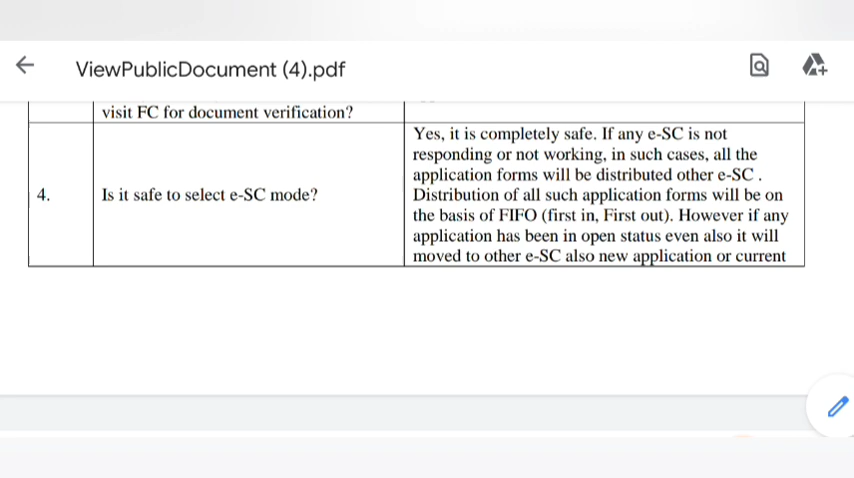 ViewPublicDocument (4).pdf
visit FC for document verification?
4.
Is it safe to select e-SC mode?
Yes, it is completely safe. If any e-SC is not
responding or not working, in such cases, all the
application forms will be distributed other e-SC .
Distribution of all such application forms will be on
the basis of FIFO (first in, First out). However if any
application has been in open status even also it will
moved to other e-SC also new application or current